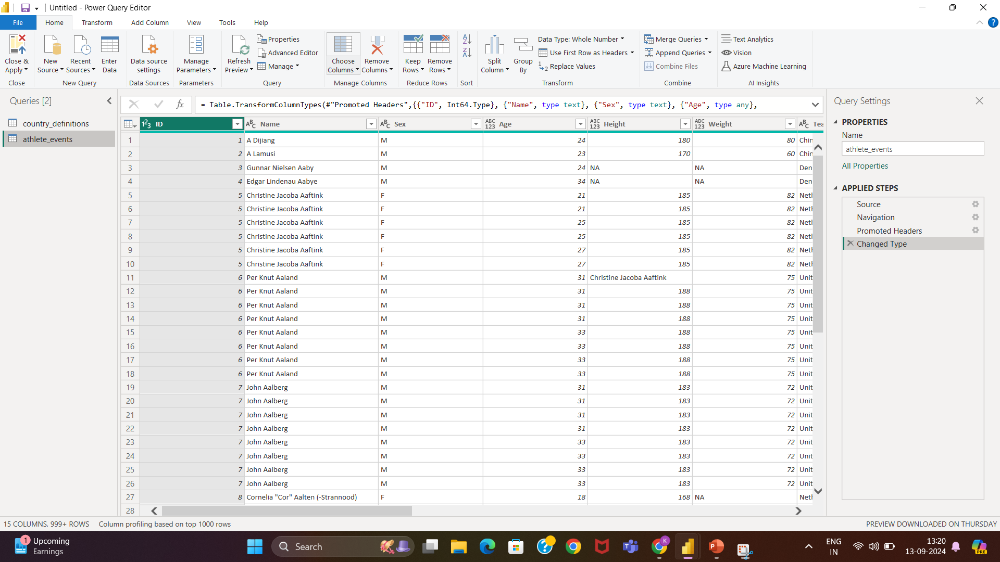 Untitled - Power Query Editor
File Home Transform Add Column View Tools Help
Close & Apply
Close
New Source
Recent Sources
Enter Data
New Query
Data source settings
Data Sources
Manage Parameters
Parameters
Refresh Preview
Properties
Advanced Editor
Manage
Query
Choose Columns
Remove Columns
Manage Columns
Keep Rows
Remove Rows
Reduce Rows
Sort
Split Column
Group By
Data Type: Whole Number
Use First Row as Headers
Replace Values
Transform
Merge Queries
Append Queries
Combine Files
Combine
Text Analytics
Vision
Azure Machine Learning
AI Insights
Queries [2]
country_definitions
athlete_events
= Table.TransformColumnTypes(#"Promoted Headers",{{"ID", Int64.Type}, {"Name", type text}, {"Sex", type text}, {"Age", type any},
ID Name Sex Age Height Weight Tea
1 1 A Dijiang M 24 180 80 Chin
2 2 A Lamusi M 23 170 60 Chin
3 3 Gunnar Nielsen Aaby M 24 NA NA Den
4 4 Edgar Lindenau Aabye M 34 NA NA Den
5 5 Christine Jacoba Aaftink F 21 185 82 Neth
6 5 Christine Jacoba Aaftink F 21 185 82 Neth
7 5 Christine Jacoba Aaftink F 25 185 82 Neth
8 5 Christine Jacoba Aaftink F 25 185 82 Neth
9 5 Christine Jacoba Aaftink F 27 185 82 Neth
10 5 Christine Jacoba Aaftink F 27 185 82 Neth
11 6 Per Knut Aaland M 31 Christine Jacoba Aaftink 75 Unit
12 6 Per Knut Aaland M 31 188 75 Unit
13 6 Per Knut Aaland M 31 188 75 Unit
14 6 Per Knut Aaland M 31 188 75 Unit
15 6 Per Knut Aaland M 33 188 75 Unit
16 6 Per Knut Aaland M 33 188 75 Unit
17 6 Per Knut Aaland M 33 188 75 Unit
18 6 Per Knut Aaland M 33 188 75 Unit
19 7 John Aalberg M 31 183 72 Unit
20 7 John Aalberg M 31 183 72 Unit
21 7 John Aalberg M 31 183 72 Unit
22 7 John Aalberg M 31 183 72 Unit
23 7 John Aalberg M 33 183 72 Unit
24 7 John Aalberg M 33 183 72 Unit
25 7 John Aalberg M 33 183 72 Unit
26 7 John Aalberg M 33 183 72 Unit
27 8 Cornelia "Cor" Aalten (-Strannood) F 18 168 NA Neth
28
Query Settings
PROPERTIES
Name
athlete_events
All Properties
APPLIED STEPS
Source
Navigation
Promoted Headers
Changed Type
15 COLUMNS, 999+ ROWS Column profiling based on top 1000 rows PREVIEW DOWNLOADED ON THURSDAY
1
Upcoming
Earnings
Search
ENG
IN
13:20
13-09-2024
PRE